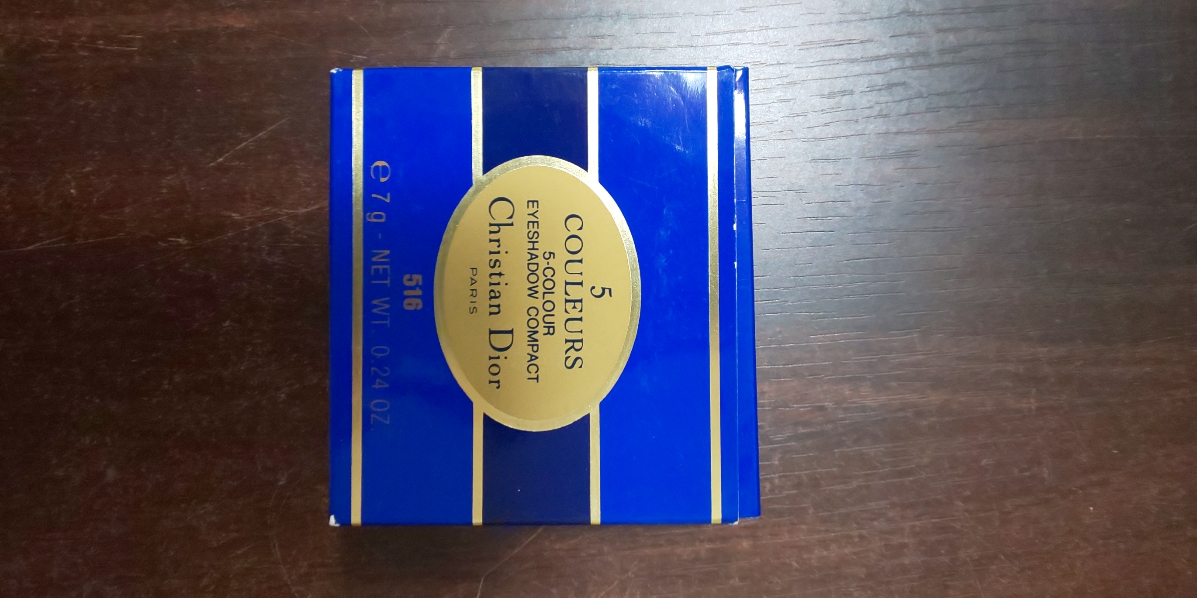 5
COULEURS
5-COLOUR
EYESHADOW COMPACT
Christian Dior
PARIS
516
℮ 7 g - NET WT. 0.24 OZ.